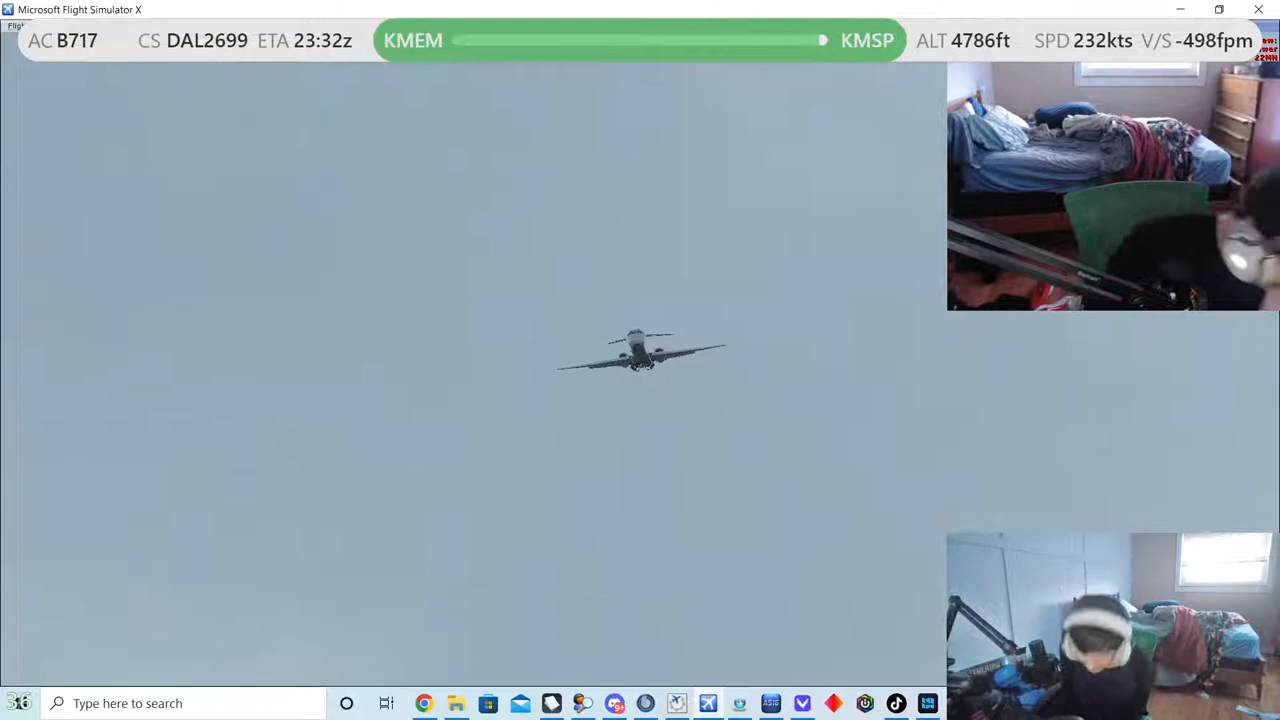 Microsoft Flight Simulator X
AC B717 CS DAL2699 ETA 23:32z KMEM KMSP ALT 4786ft SPD 232kts V/S -498fpm
Type here to search